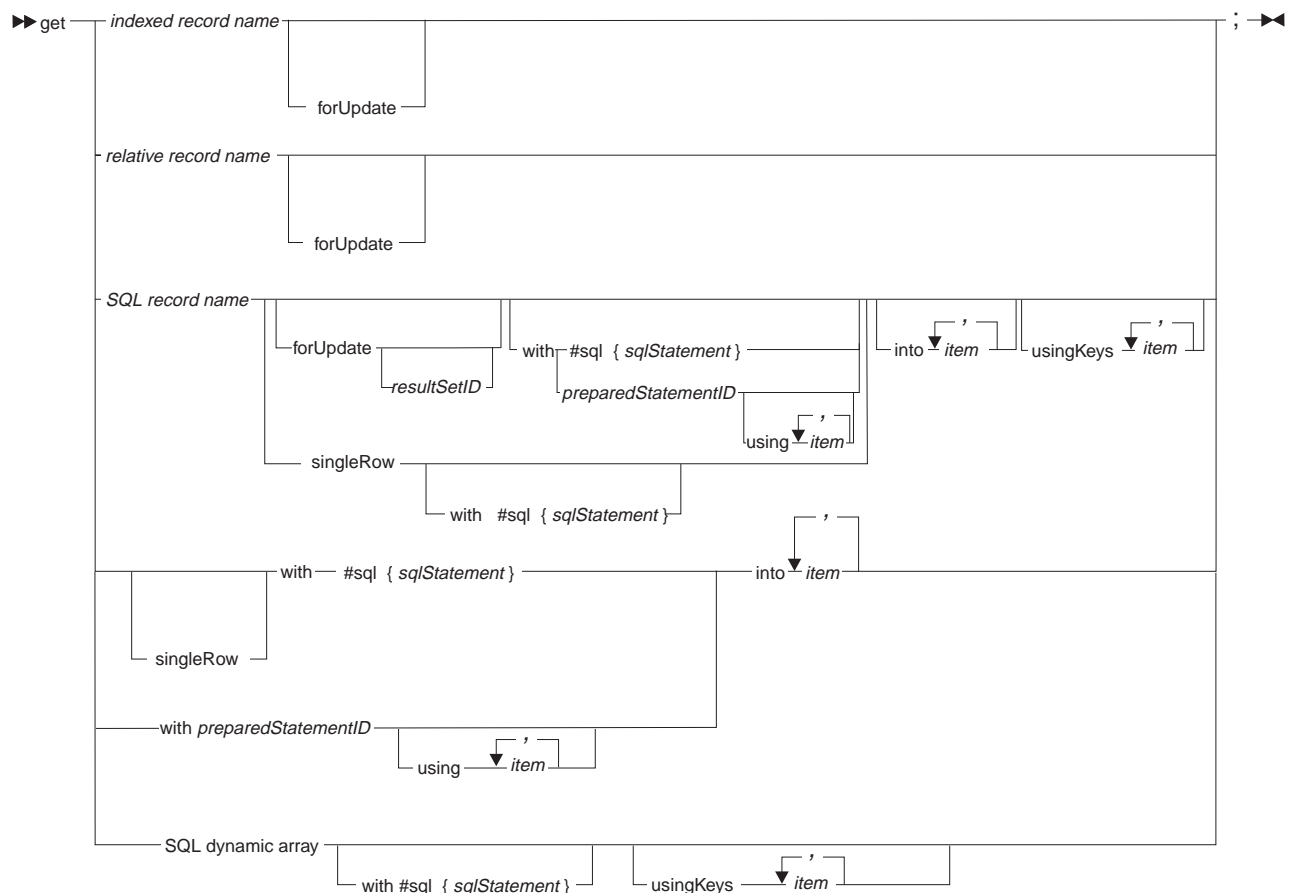 get indexed record name ;
forUpdate
relative record name
forUpdate
SQL record name
forUpdate with #sql { sqlStatement } into item , usingKeys item ,
resultSetID preparedStatementID
using item ,
singleRow
with #sql { sqlStatement }
with #sql { sqlStatement } into item ,
singleRow
with preparedStatementID
using item ,
SQL dynamic array
with #sql { sqlStatement } usingKeys item ,